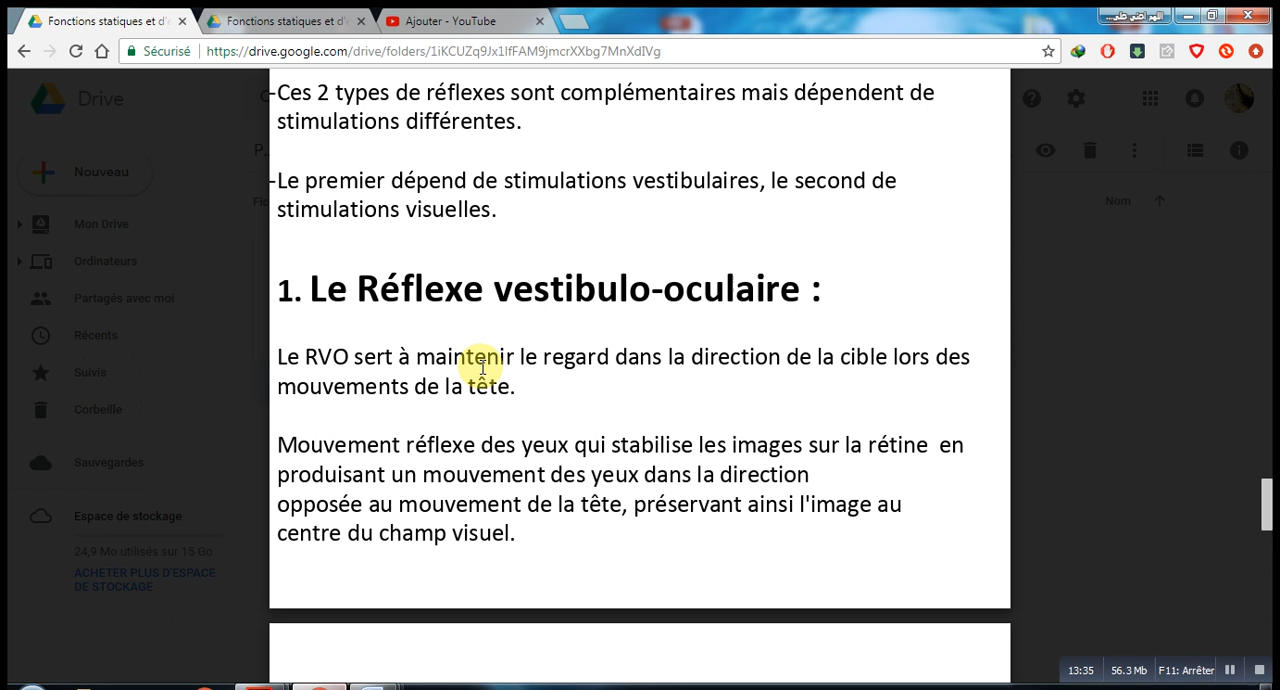 Fonctions statiques et d'
Fonctions statiques et d'
Ajouter - YouTube
Sécurisé
https://drive.google.com/drive/folders/1iKCUZq9Jx1lfFAM9jmcrXXbg7MnXdIVg
Drive
Nouveau
Mon Drive
Ordinateurs
Partagés avec moi
Récents
Suivis
Corbeille
Sauvegardes
Espace de stockage
24,9 Mo utilisés sur 15 Go
ACHETER PLUS D'ESPACE
DE STOCKAGE
Nom
-Ces 2 types de réflexes sont complémentaires mais dépendent de
stimulations différentes.
-Le premier dépend de stimulations vestibulaires, le second de
stimulations visuelles.
1. Le Réflexe vestibulo-oculaire :
Le RVO sert à maintenir le regard dans la direction de la cible lors des
mouvements de la tête.
Mouvement réflexe des yeux qui stabilise les images sur la rétine en
produisant un mouvement des yeux dans la direction
opposée au mouvement de la tête, préservant ainsi l'image au
centre du champ visuel.
13:35 56.3 Mb F11: Arrêter